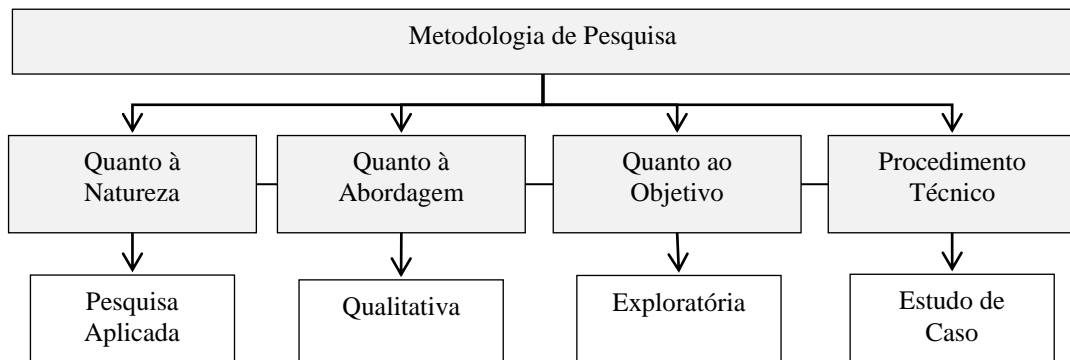 Metodologia de Pesquisa
Quanto à
Natureza
Quanto à
Abordagem
Quanto ao
Objetivo
Procedimento
Técnico
Pesquisa
Aplicada
Qualitativa
Exploratória
Estudo de
Caso